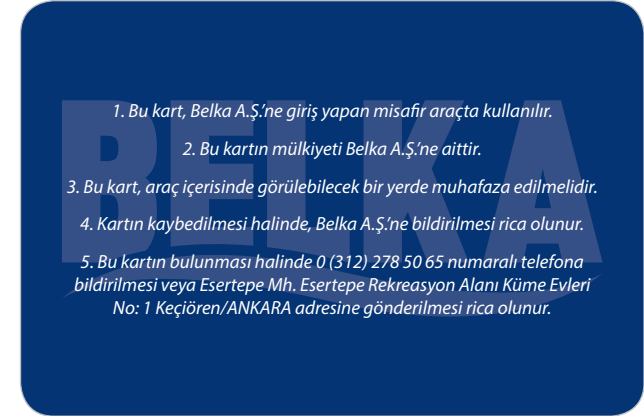 BELKA
1. Bu kart, Belka A.Ş.'ne giriş yapan misafir araçta kullanılır.
2. Bu kartın mülkiyeti Belka A.Ş.'ne aittir.
3. Bu kart, araç içerisinde görülebilecek bir yerde muhafaza edilmelidir.
4. Kartın kaybedilmesi halinde, Belka A.Ş.'ne bildirilmesi rica olunur.
5. Bu kartın bulunması halinde 0 (312) 278 50 65 numaralı telefona
bildirilmesi veya Esertepe Mh. Esertepe Rekreasyon Alanı Küme Evleri
No: 1 Keçiören/ANKARA adresine gönderilmesi rica olunur.